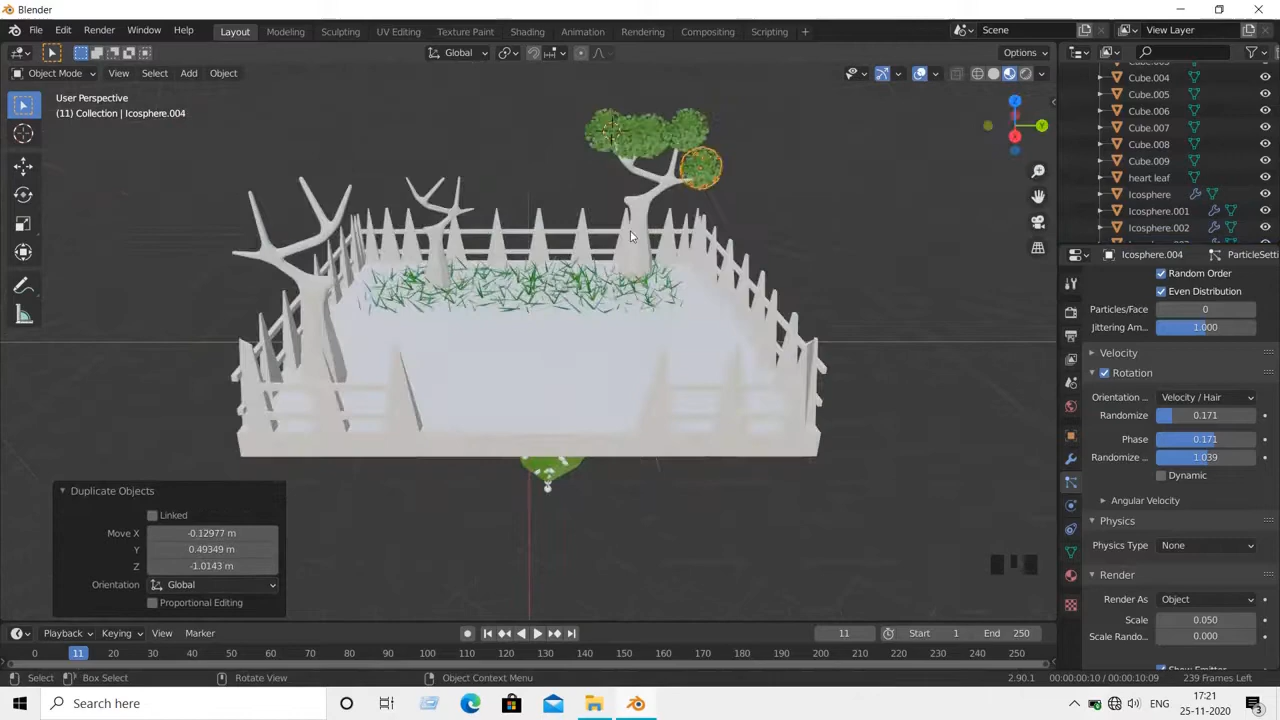 Blender
File Edit Render Window Help Layout Modeling Sculpting UV Editing Texture Paint Shading Animation Rendering Compositing Scripting + Scene View Layer
Global Options
Object Mode View Select Add Object
User Perspective
(11) Collection | Icosphere.004
Z
Y
X
Cube.004
Cube.005
Cube.006
Cube.007
Cube.008
Cube.009
heart leaf
Icosphere
Icosphere.001
Icosphere.002
Icosphere.004 ParticleSetti
Random Order
Even Distribution
Particles/Face 0
Jittering Am... 1.000
Velocity
Rotation
Orientation ... Velocity / Hair
Randomize 0.171
Phase 0.171
Randomize ... 1.039
Dynamic
Angular Velocity
Physics
Physics Type None
Render
Render As Object
Scale 0.050
Scale Rando... 0.000
Show Emitter
Duplicate Objects
Linked
Move X -0.12977 m
Y 0.49349 m
Z -1.0143 m
Orientation Global
Proportional Editing
Playback Keying View Marker 11 Start 1 End 250
0 11 20 30 40 50 60 70 80 90 100 110 120 130 140 150 160 170 180 190 200 210 220 230 240 250
Select Box Select Rotate View Object Context Menu 2.90.1 00:00:00:10 / 00:00:10:09 239 Frames Left
Search here ENG 17:21
25-11-2020 3